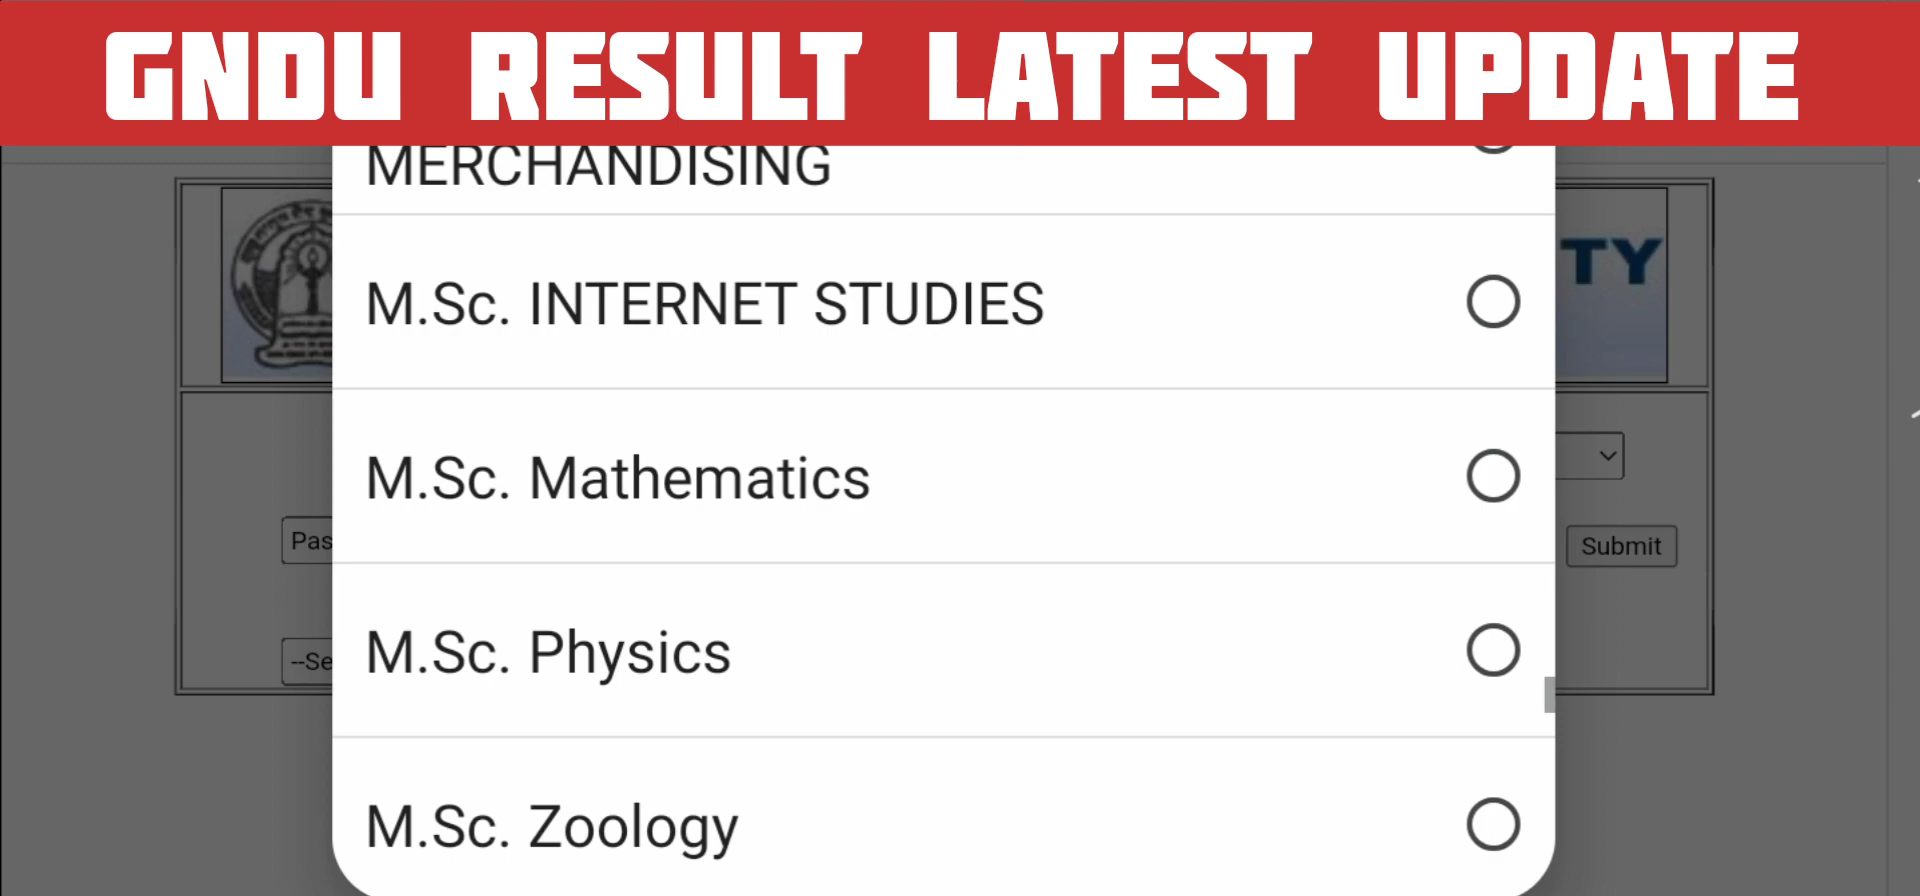 GNDU RESULT LATEST UPDATE
MERCHANDISING
TY
M.Sc. INTERNET STUDIES
M.Sc. Mathematics
Pas
Submit
M.Sc. Physics
--Se
M.Sc. Zoology